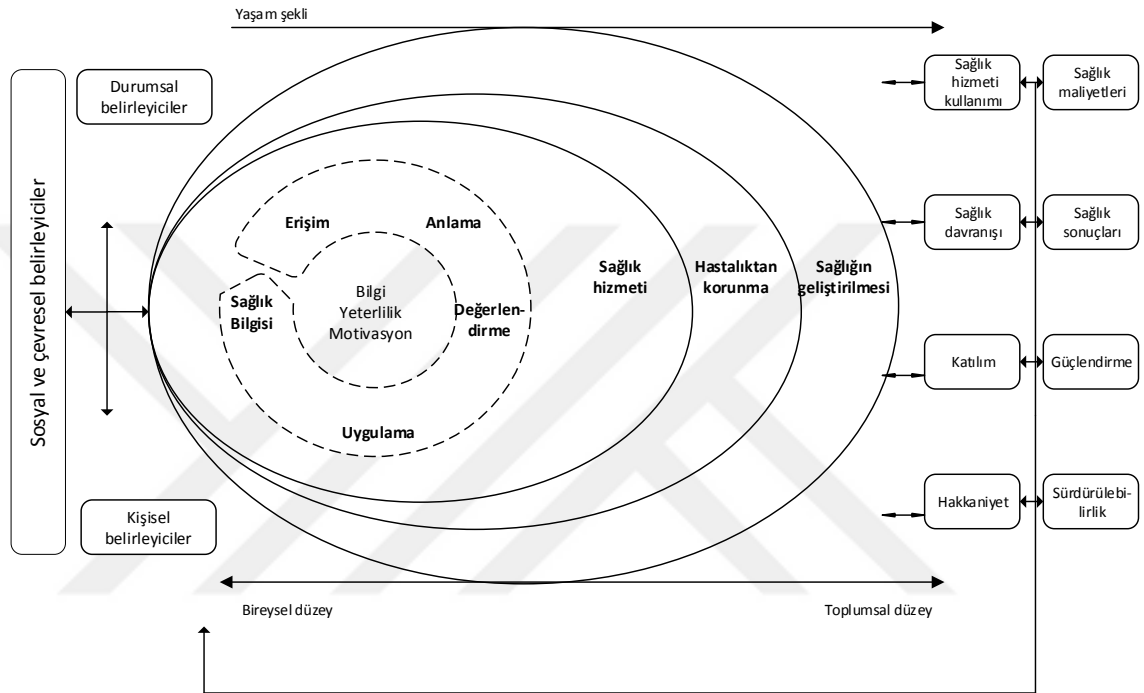 Yaşam şekli
Sosyal ve çevresel belirleyiciler
Durumsal
belirleyiciler
Kişisel
belirleyiciler
Erişim
Anlama
Sağlık
Bilgisi
Bilgi
Yeterlilik
Motivasyon
Değerlen-
dirme
Uygulama
Sağlık
hizmeti
Hastalıktan
korunma
Sağlığın
geliştirilmesi
Sağlık
hizmeti
kullanımı
Sağlık
maliyetleri
Sağlık
davranışı
Sağlık
sonuçları
Katılım
Güçlendirme
Hakkaniyet
Sürdürülebi-
lirlik
Bireysel düzey
Toplumsal düzey